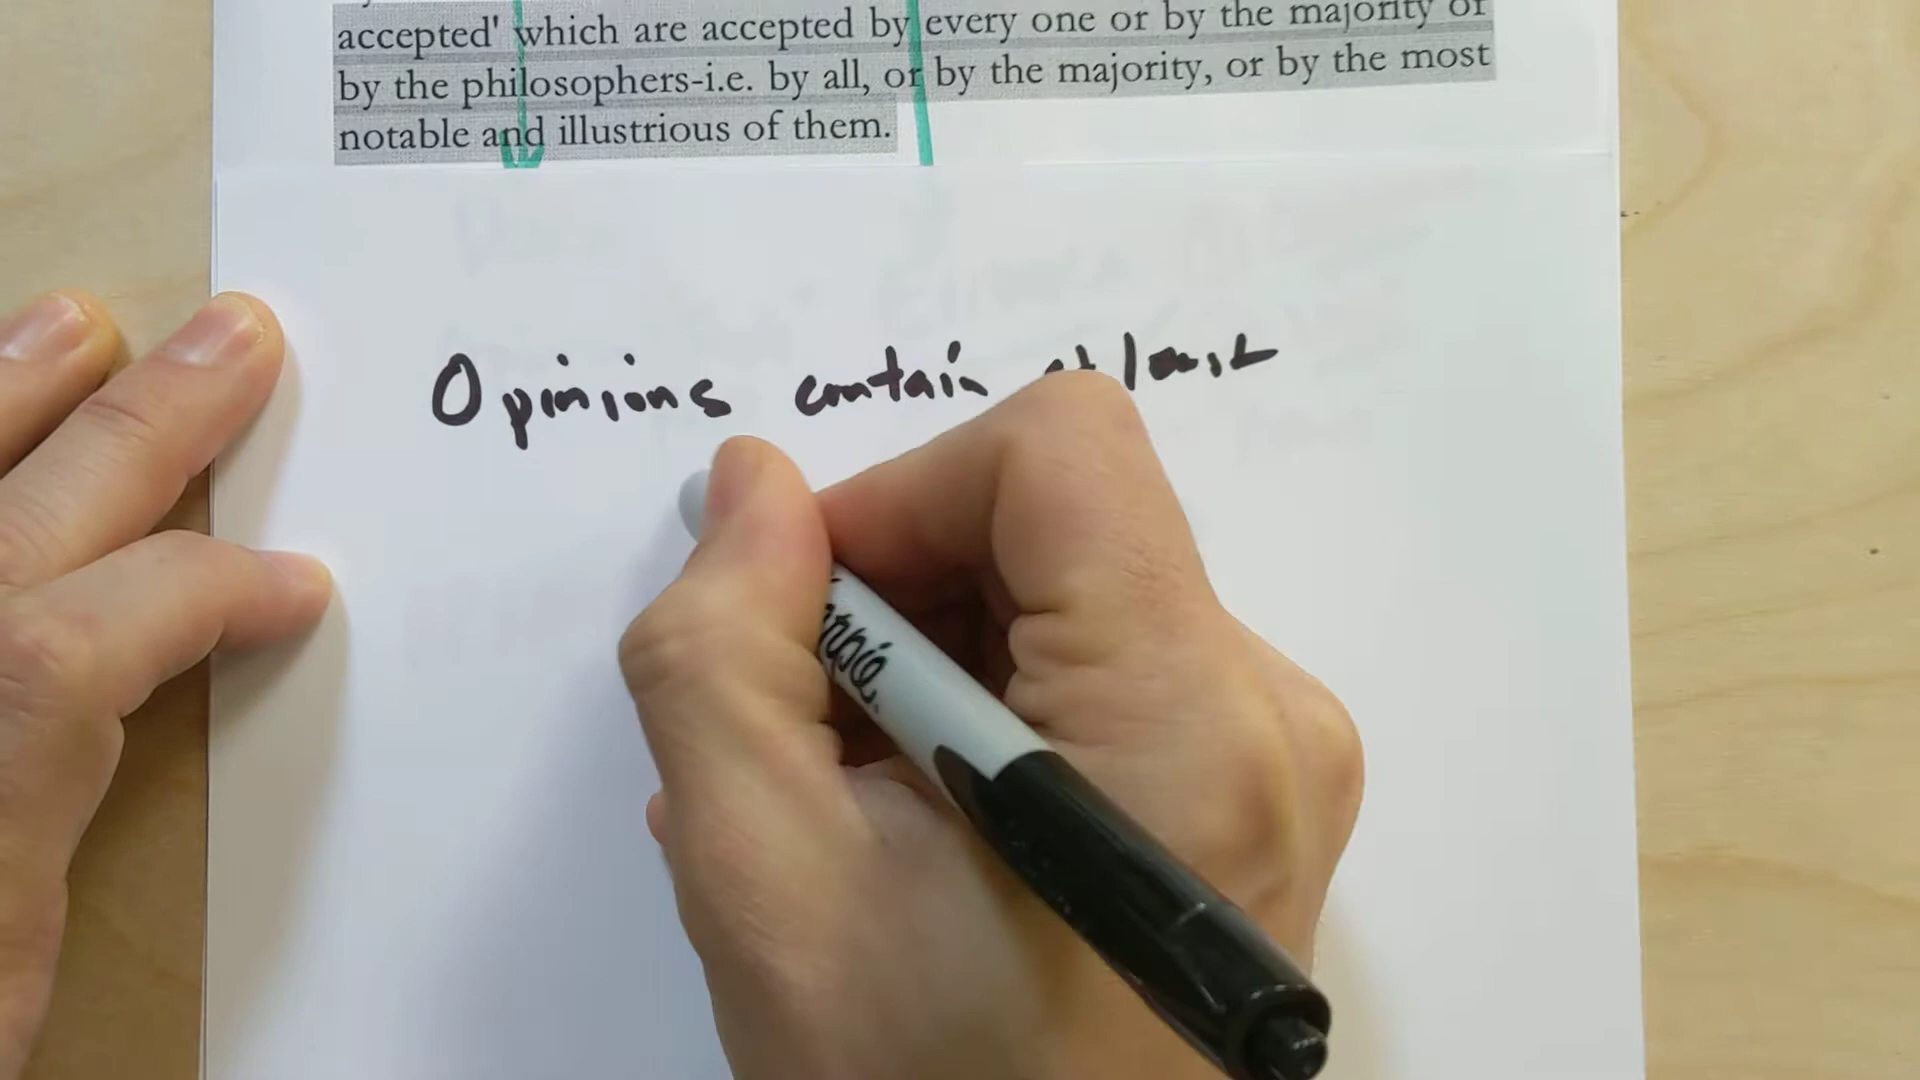 accepted' which are accepted by every one or by the majority or
by the philosophers-i.e. by all, or by the majority, or by the most
notable and illustrious of them.
Opinions contain at least